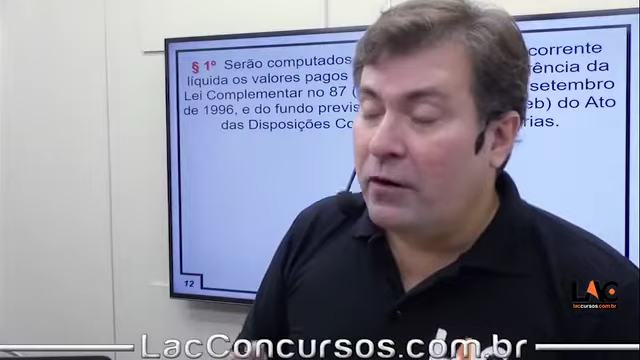 § 1º Serão computados corrente
líquida os valores pagos rência da
Lei Complementar no 87 ( setembro
de 1996, e do fundo previs eb) do Ato
das Disposições Co rias.
12
LAC
laccursos.com.br
LacConcursos.com.br